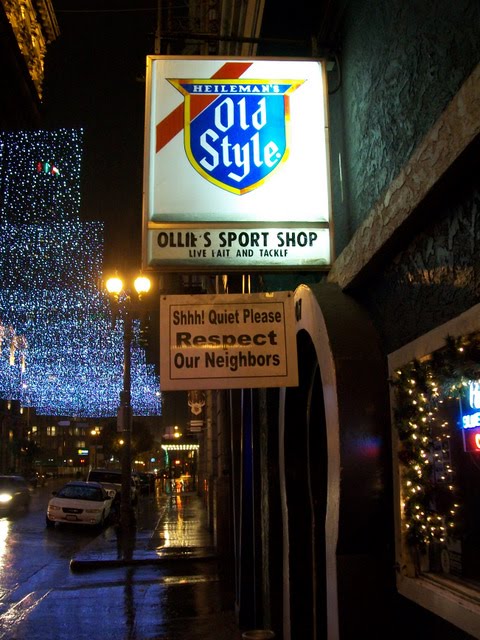 HEILEMAN'S
Old
Style
OLLIE'S SPORT SHOP
LIVE BAIT AND TACKLE
Shhh! Quiet Please
Respect
Our Neighbors